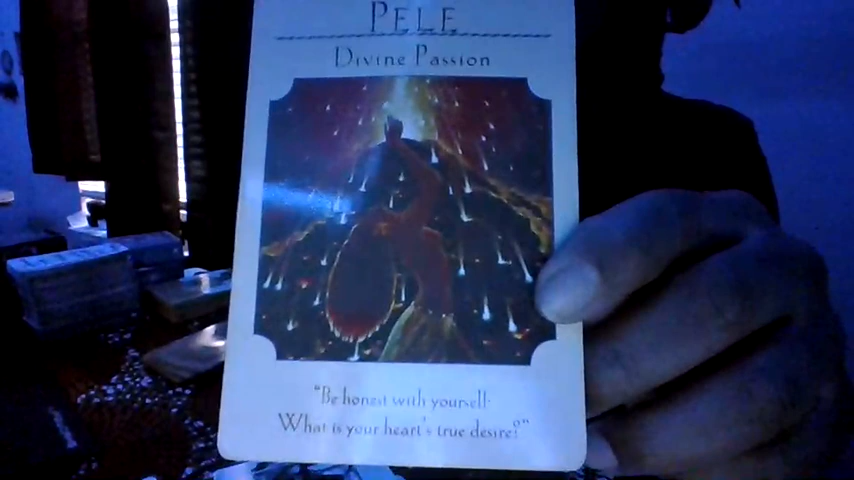 PELE
Divine Passion
"Be honest with yourself:
What is your heart's true desire?"